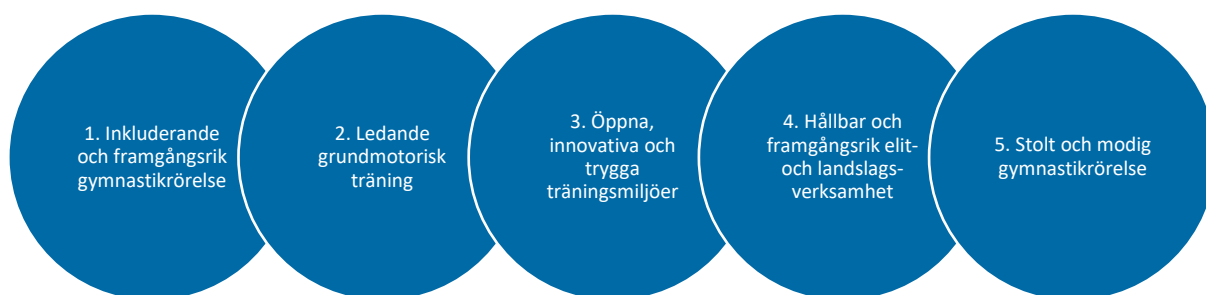 1. Inkluderande
och framgångsrik
gymnastikrörelse
2. Ledande
grundmotorisk
träning
3. Öppna,
innovativa och
trygga
träningsmiljöer
4. Hållbar och
framgångsrik elit-
och landslags-
verksamhet
5. Stolt och modig
gymnastikrörelse